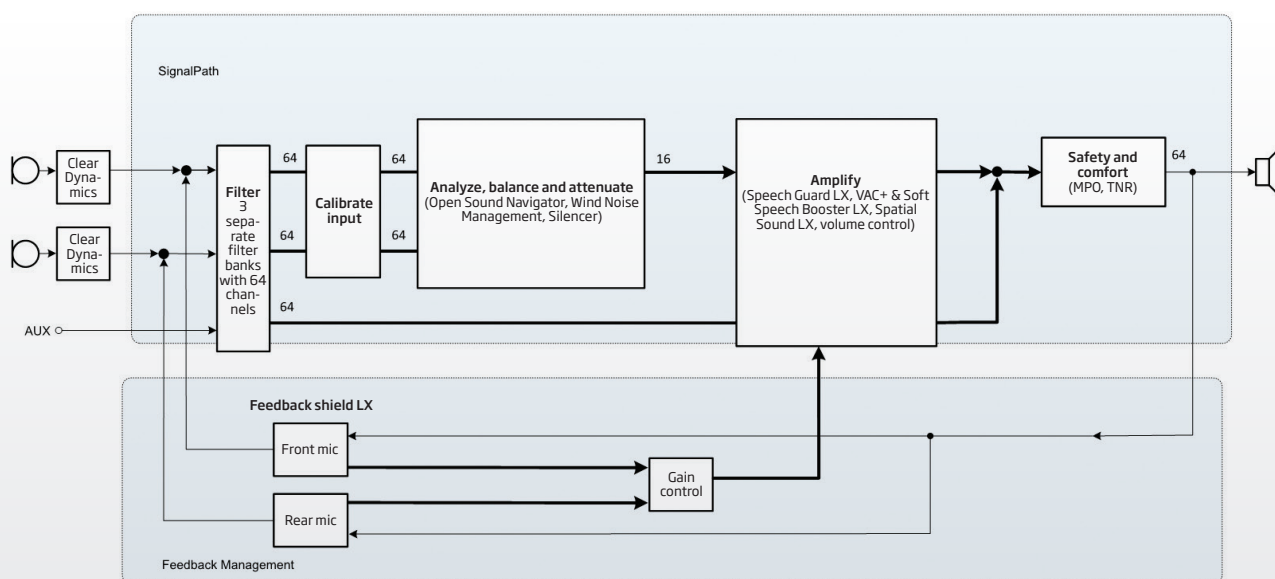 SignalPath
Clear
Dyna-
mics
Clear
Dyna-
mics
AUX
Filter
3
sepa-
rate
filter
banks
with 64
chan-
nels
64
64
64
Calibrate
input
64
64
Analyze, balance and attenuate
(Open Sound Navigator, Wind Noise
Management, Silencer)
16
Amplify
(Speech Guard LX, VAC+ & Soft
Speech Booster LX, Spatial
Sound LX, volume control)
Safety and
comfort
(MPO, TNR)
64
Feedback shield LX
Front mic
Rear mic
Gain
control
Feedback Management